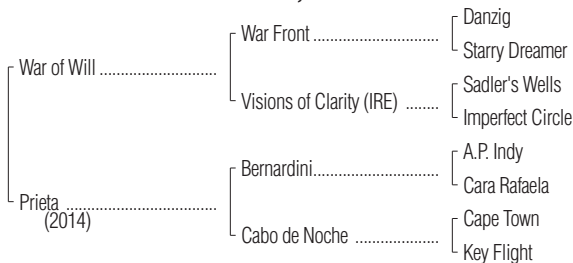 Danzig
War Front ..............................
Starry Dreamer
War of Will ............................
Sadler's Wells
Visions of Clarity (IRE) ........
Imperfect Circle
A.P. Indy
Bernardini..............................
Cara Rafaela
Prieta ....................................
(2014)
Cape Town
Cabo de Noche ....................
Key Flight